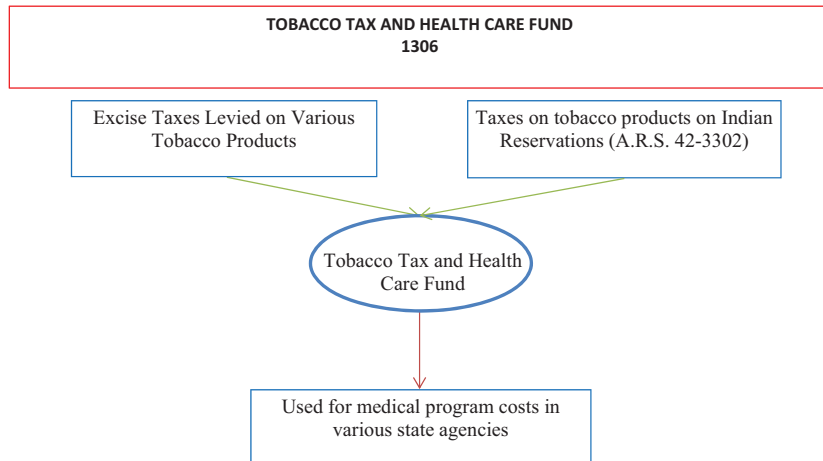 TOBACCO TAX AND HEALTH CARE FUND
1306
Excise Taxes Levied on Various
Tobacco Products
Taxes on tobacco products on Indian
Reservations (A.R.S. 42-3302)
Tobacco Tax and Health
Care Fund
Used for medical program costs in
various state agencies